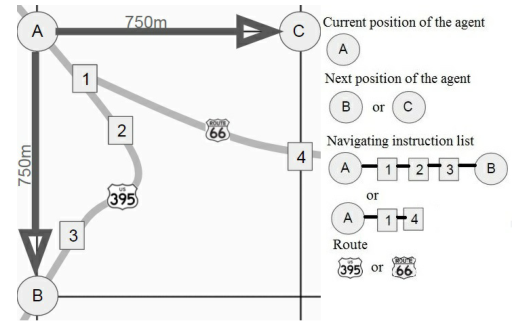 A
750m
C
1
2
ROUTE
66
4
750m
US
395
3
B
Current position of the agent
A
Next position of the agent
B or C
Navigating instruction list
A 1 2 3 B
or
A 1 4
Route
US 395 or ROUTE 66